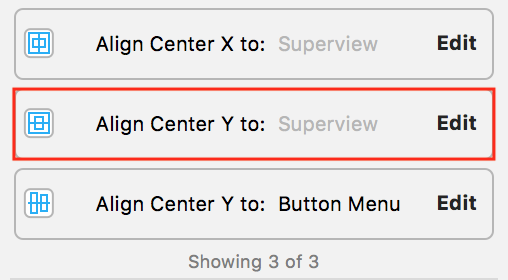 Align Center X to: Superview Edit
Align Center Y to: Superview Edit
Align Center Y to: Button Menu Edit
Showing 3 of 3